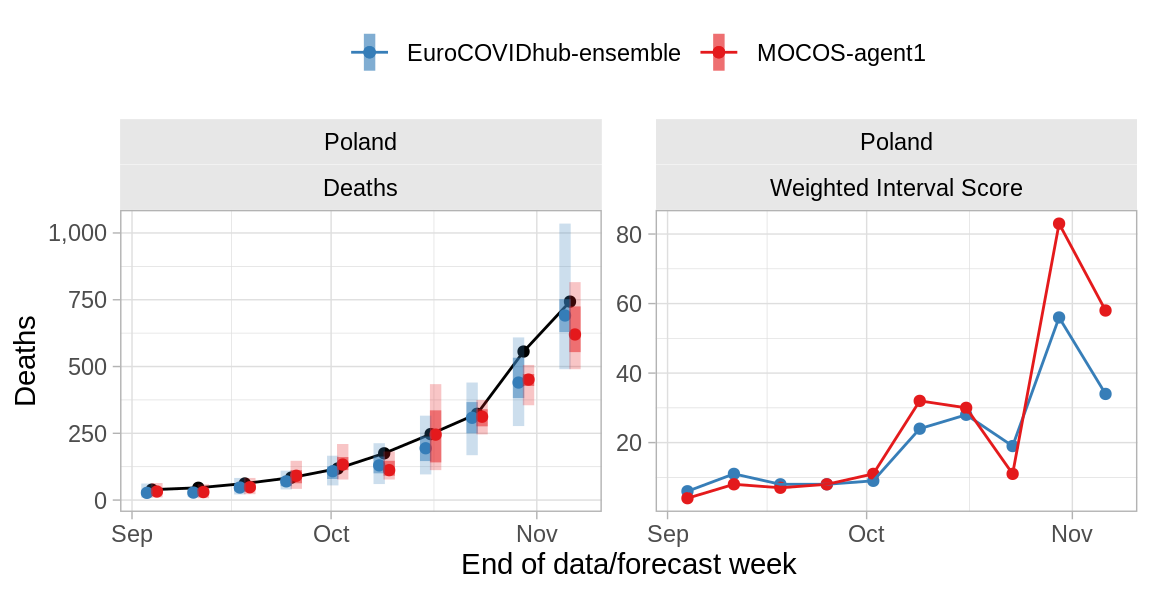 EuroCOVIDhub-ensemble MOCOS-agent1
Poland
Deaths
Poland
Weighted Interval Score
Deaths
1,000
750
500
250
0
Sep Oct Nov
80
60
40
20
Sep Oct Nov
End of data/forecast week